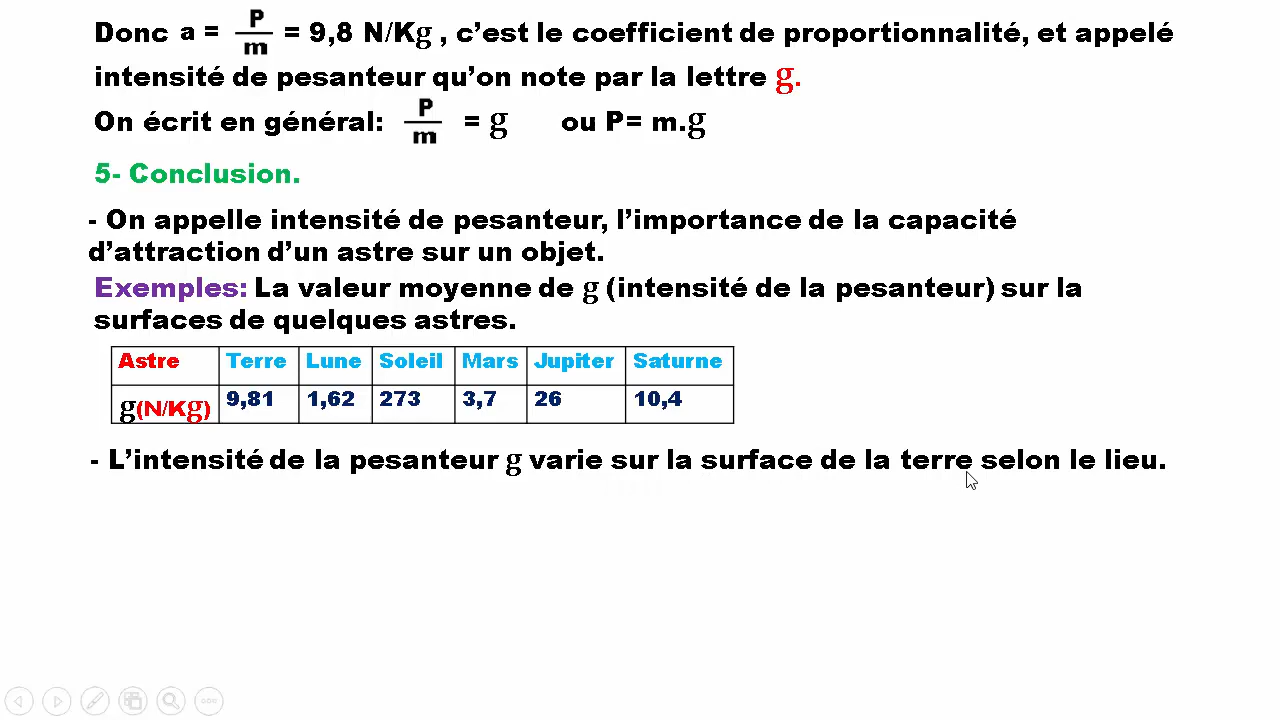 Donc a = P/m = 9,8 N/Kg , c’est le coefficient de proportionnalité, et appelé
intensité de pesanteur qu’on note par la lettre g.
On écrit en général: P/m = g ou P= m.g
5- Conclusion.
- On appelle intensité de pesanteur, l’importance de la capacité
d’attraction d’un astre sur un objet.
Exemples: La valeur moyenne de g (intensité de la pesanteur) sur la
surfaces de quelques astres.
Astre Terre Lune Soleil Mars Jupiter Saturne
g(N/Kg) 9,81 1,62 273 3,7 26 10,4
- L’intensité de la pesanteur g varie sur la surface de la terre selon le lieu.